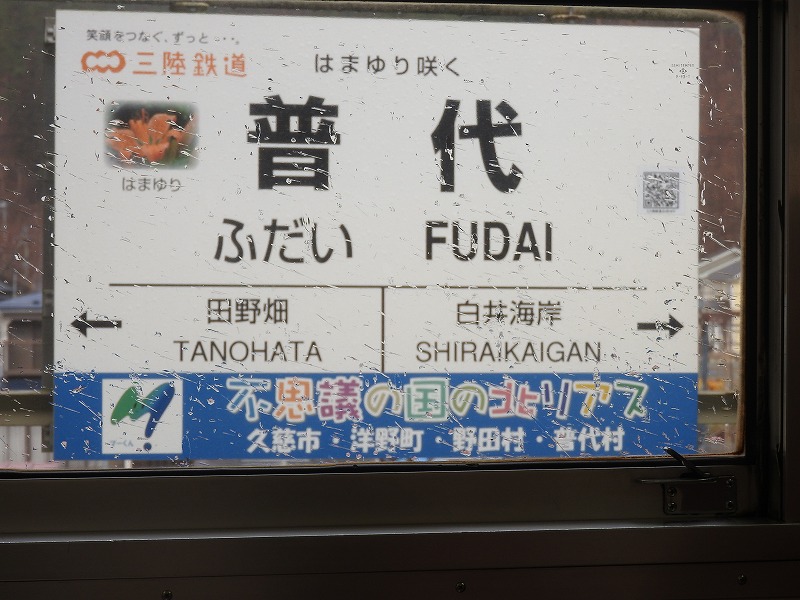 笑顔をつなぐ、ずっと・・・。
三陸鉄道
はまゆり咲く
普代
はまゆり
ふだい FUDAI
← 田野畑 白井海岸 →
TANOHATA SHIRAIKAIGAN
不思議の国の北リアス
久慈市・洋野町・野田村・普代村